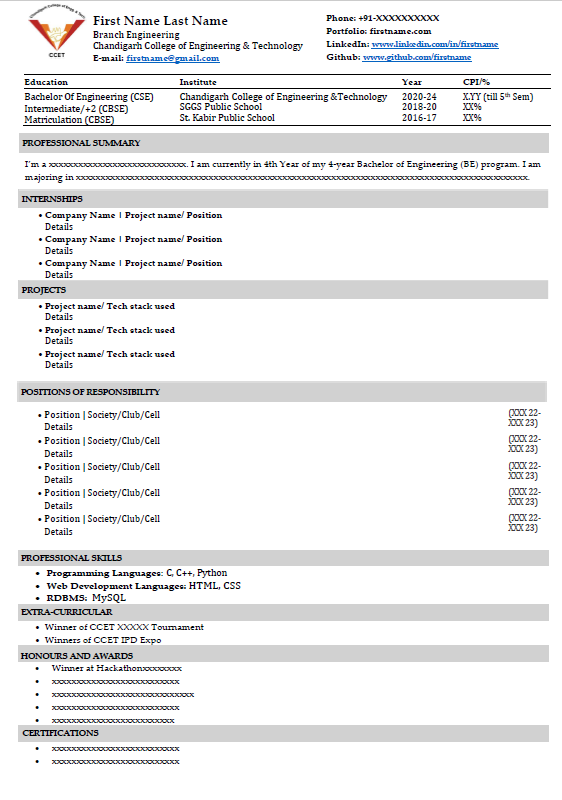 Chandigarh College of Engg. & Tech.
CCET
First Name Last Name
Branch Engineering
Chandigarh College of Engineering & Technology
E-mail: firstname@gmail.com
Phone: +91-XXXXXXXXXX
Portfolio: firstname.com
LinkedIn: www.linkedin.com/in/firstname
Github: www.github.com/firstname
Education Institute Year CPI/%
Bachelor Of Engineering (CSE) Chandigarh College of Engineering &Technology 2020-24 X.YY (till 5th Sem)
Intermediate/+2 (CBSE) SGGS Public School 2018-20 XX%
Matriculation (CBSE) St. Kabir Public School 2016-17 XX%
PROFESSIONAL SUMMARY
I'm a xxxxxxxxxxxxxxxxxxxxxxxxxxx. I am currently in 4th Year of my 4-year Bachelor of Engineering (BE) program. I am
majoring in xxxxxxxxxxxxxxxxxxxxxxxxxxxxxxxxxxxxxxxxxxxxxxxxxxxxxxxxxxxxxxxxxxxxxxxxxxxxxxxxxxxxxxxxxx.
INTERNSHIPS
• Company Name | Project name/ Position
Details
• Company Name | Project name/ Position
Details
• Company Name | Project name/ Position
Details
PROJECTS
• Project name/ Tech stack used
Details
• Project name/ Tech stack used
Details
• Project name/ Tech stack used
Details
POSITIONS OF RESPONSIBILITY
• Position | Society/Club/Cell (XXX 22-
Details XXX 23)
• Position | Society/Club/Cell (XXX 22-
Details XXX 23)
• Position | Society/Club/Cell (XXX 22-
Details XXX 23)
• Position | Society/Club/Cell (XXX 22-
Details XXX 23)
• Position | Society/Club/Cell (XXX 22-
Details XXX 23)
PROFESSIONAL SKILLS
• Programming Languages: C, C++, Python
• Web Development Languages: HTML, CSS
• RDBMS: MySQL
EXTRA-CURRICULAR
• Winner of CCET XXXXX Tournament
• Winners of CCET IPD Expo
HONOURS AND AWARDS
• Winner at Hackathonxxxxxxxx
• xxxxxxxxxxxxxxxxxxxxxxxxxx
• xxxxxxxxxxxxxxxxxxxxxxxxxxxxx
• xxxxxxxxxxxxxxxxxxxxxxxxxx
• xxxxxxxxxxxxxxxxxxxxxxxxx
CERTIFICATIONS
• xxxxxxxxxxxxxxxxxxxxxxxxxx
• xxxxxxxxxxxxxxxxxxxxxxxxxx